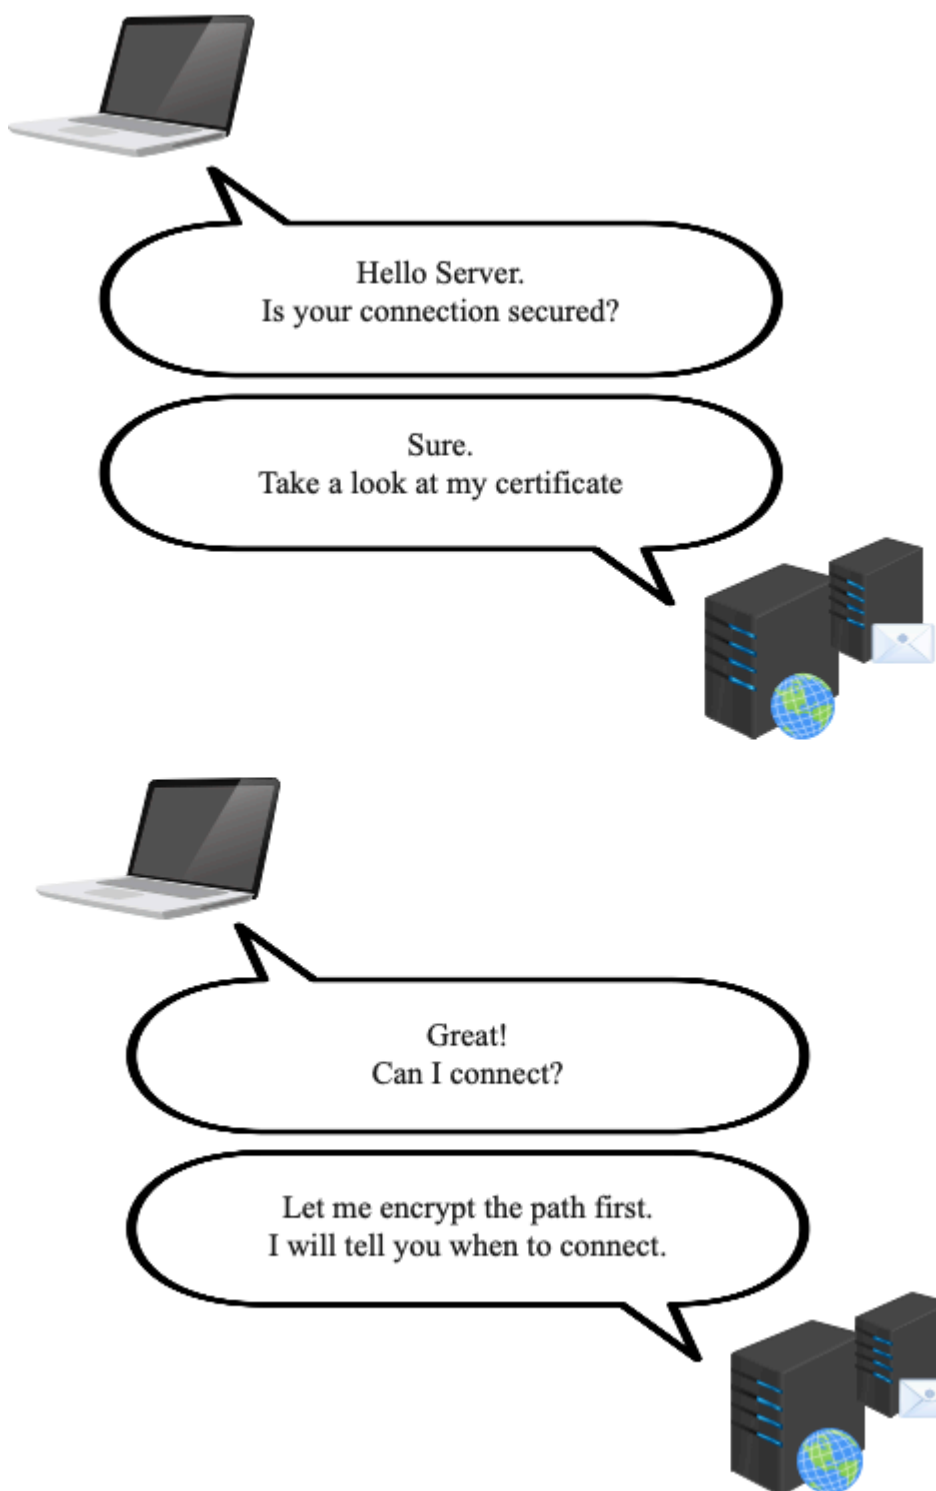 Hello Server.
Is your connection secured?
Sure.
Take a look at my certificate
Great!
Can I connect?
Let me encrypt the path first.
I will tell you when to connect.